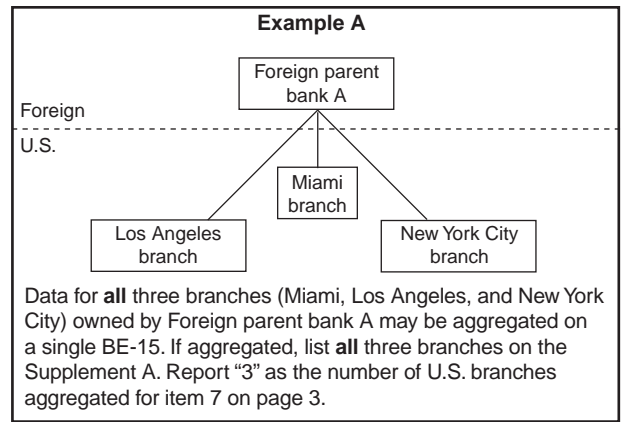 Example A
Foreign parent
bank A
Foreign
U.S.
Miami
branch
Los Angeles
branch
New York City
branch
Data for all three branches (Miami, Los Angeles, and New York
City) owned by Foreign parent bank A may be aggregated on
a single BE-15. If aggregated, list all three branches on the
Supplement A. Report “3” as the number of U.S. branches
aggregated for item 7 on page 3.